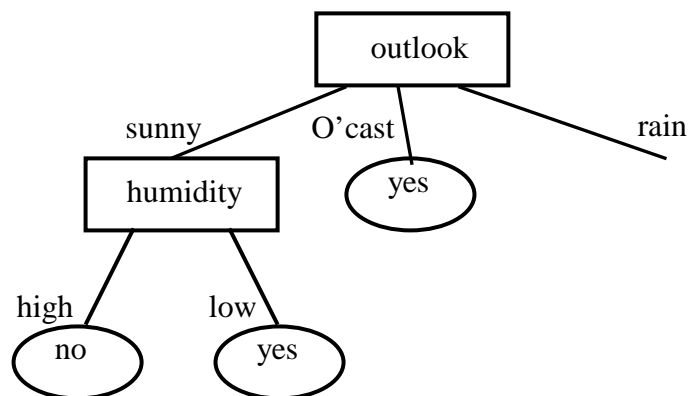 outlook
sunny
O’cast
rain
humidity
yes
high
low
no
yes